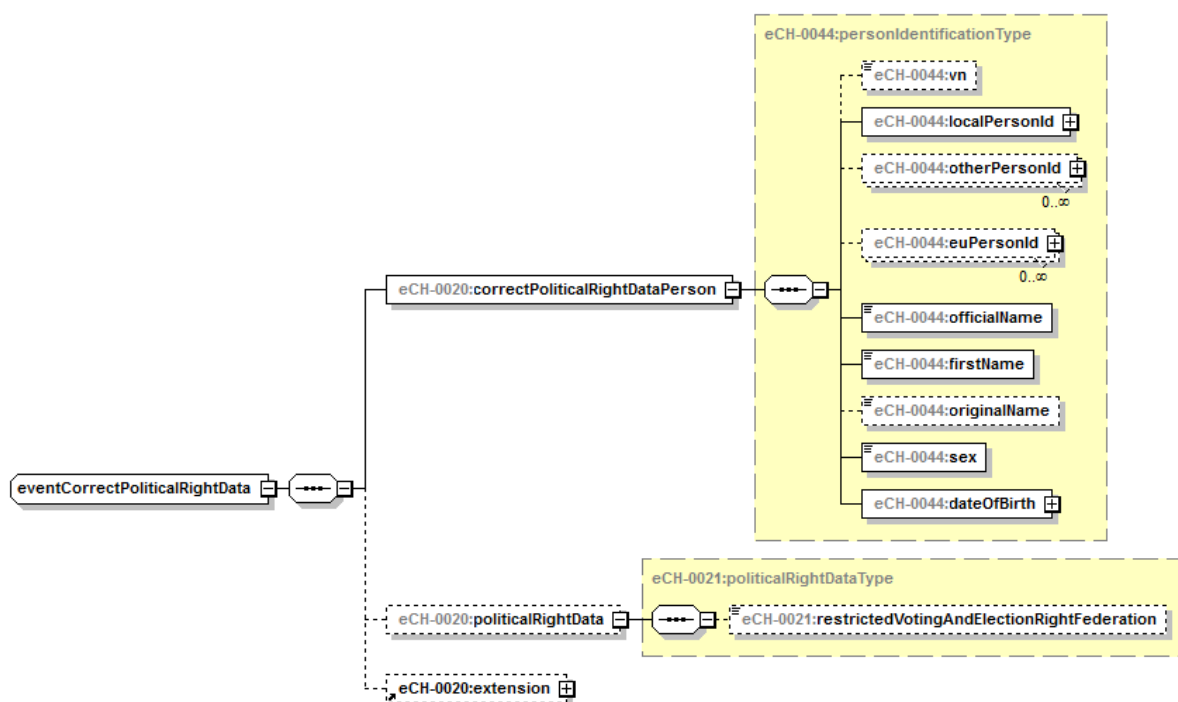 eCH-0044:personIdentificationType
eCH-0044:vn
eCH-0044:localPersonId
eCH-0044:otherPersonId
0..∞
eCH-0044:euPersonId
0..∞
eCH-0020:correctPoliticalRightDataPerson
eCH-0044:officialName
eCH-0044:firstName
eCH-0044:originalName
eCH-0044:sex
eventCorrectPoliticalRightData
eCH-0044:dateOfBirth
eCH-0021:politicalRightDataType
eCH-0020:politicalRightData
eCH-0021:restrictedVotingAndElectionRightFederation
eCH-0020:extension